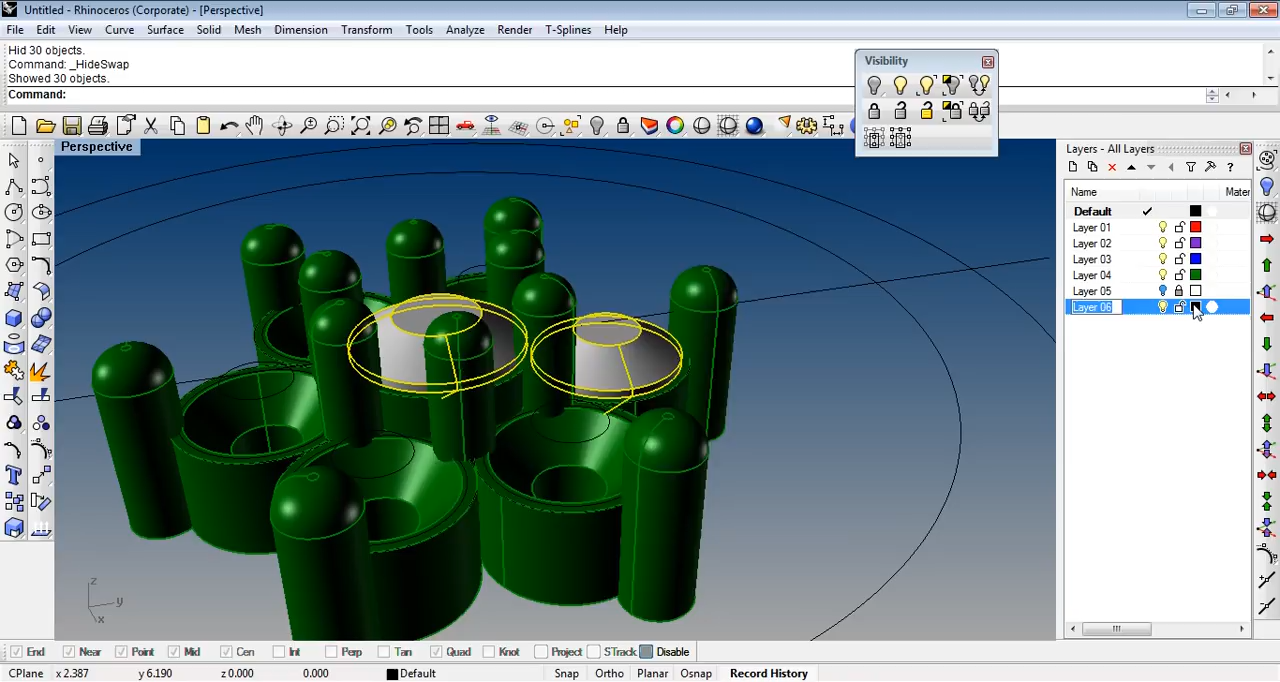 Untitled - Rhinoceros (Corporate) - [Perspective]
File Edit View Curve Surface Solid Mesh Dimension Transform Tools Analyze Render T-Splines Help
Hid 30 objects.
Command: _HideSwap
Showed 30 objects.
Command:
Visibility
Perspective
Layers - All Layers
Name Mater
Default
Layer 01
Layer 02
Layer 03
Layer 04
Layer 05
Layer 06
z
y
x
End Near Point Mid Cen Int Perp Tan Quad Knot Project STrack Disable
CPlane x 2.387 y 6.190 z 0.000 0.000 Default Snap Ortho Planar Osnap Record History